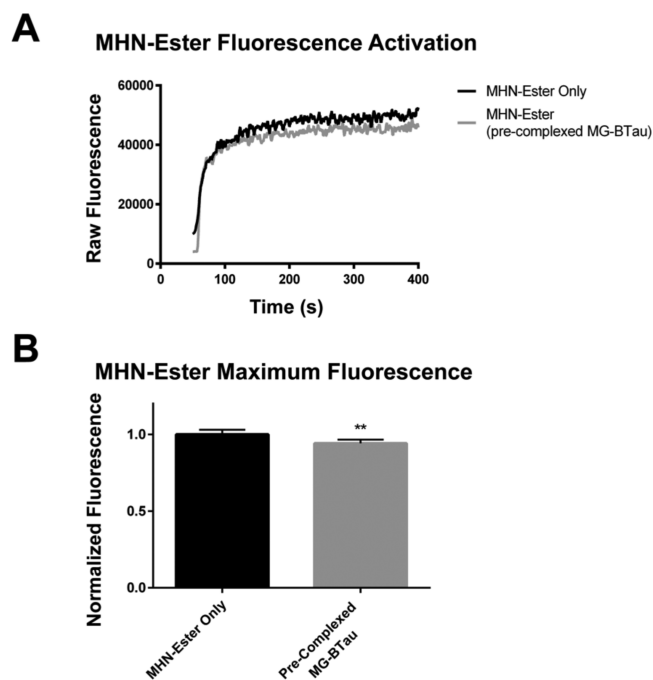 A
MHN-Ester Fluorescence Activation
Raw Fluorescence
60000
40000
20000
0
0
100
200
300
400
Time (s)
MHN-Ester Only
MHN-Ester
(pre-complexed MG-BTau)
B
MHN-Ester Maximum Fluorescence
Normalized Fluorescence
1.0
0.5
0.0
**
MHN-Ester Only
Pre-Complexed
MG-BTau